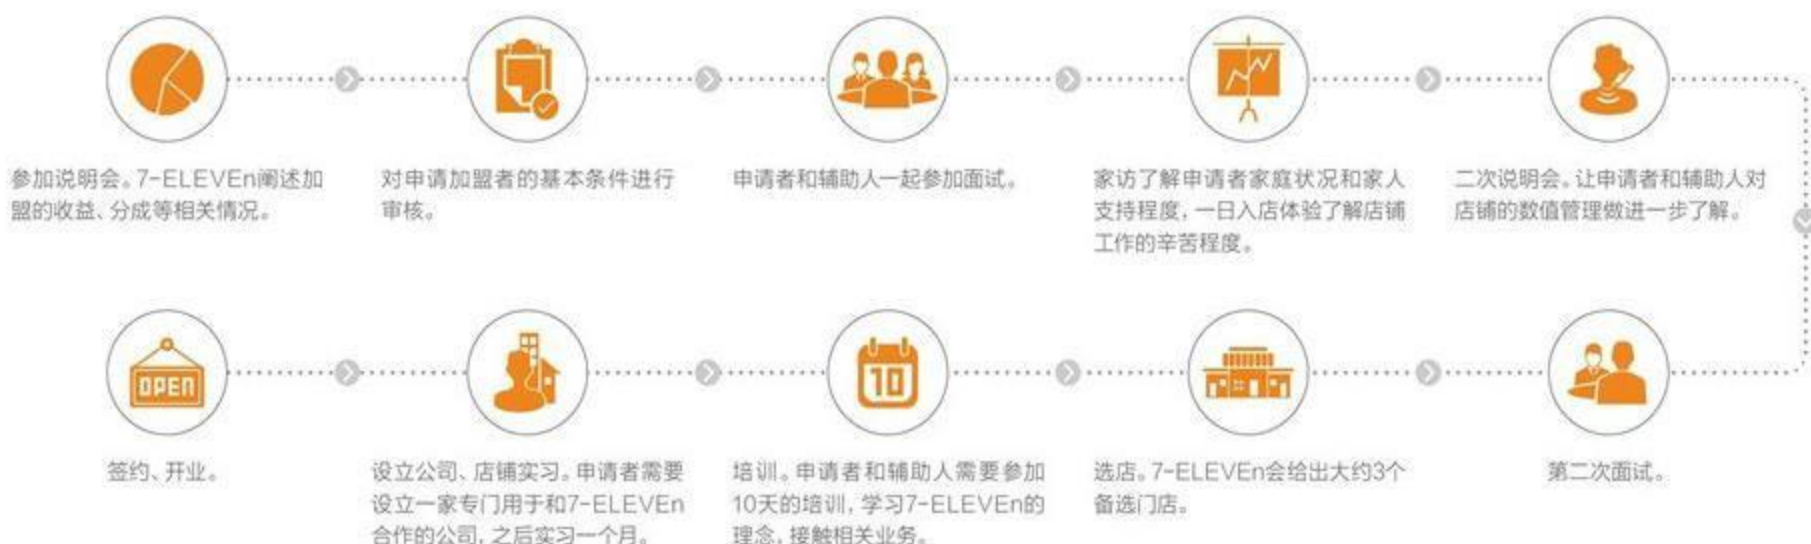 参加说明会。7-ELEVEn阐述加
盟的收益、分成等相关情况。
对申请加盟者的基本条件进行
审核。
申请者和辅助人一起参加面试。
家访了解申请者家庭状况和家人
支持程度，一日入店体验了解店铺
工作的辛苦程度。
二次说明会。让申请者和辅助人对
店铺的数值管理做进一步了解。
第二次面试。
选店。7-ELEVEn会给出大约3个
备选门店。
10
培训。申请者和辅助人需要参加
10天的培训，学习7-ELEVEn的
理念，接触相关业务。
设立公司、店铺实习。申请者需要
设立一家专门用于和7-ELEVEn
合作的公司，之后实习一个月。
OPEN
签约、开业。